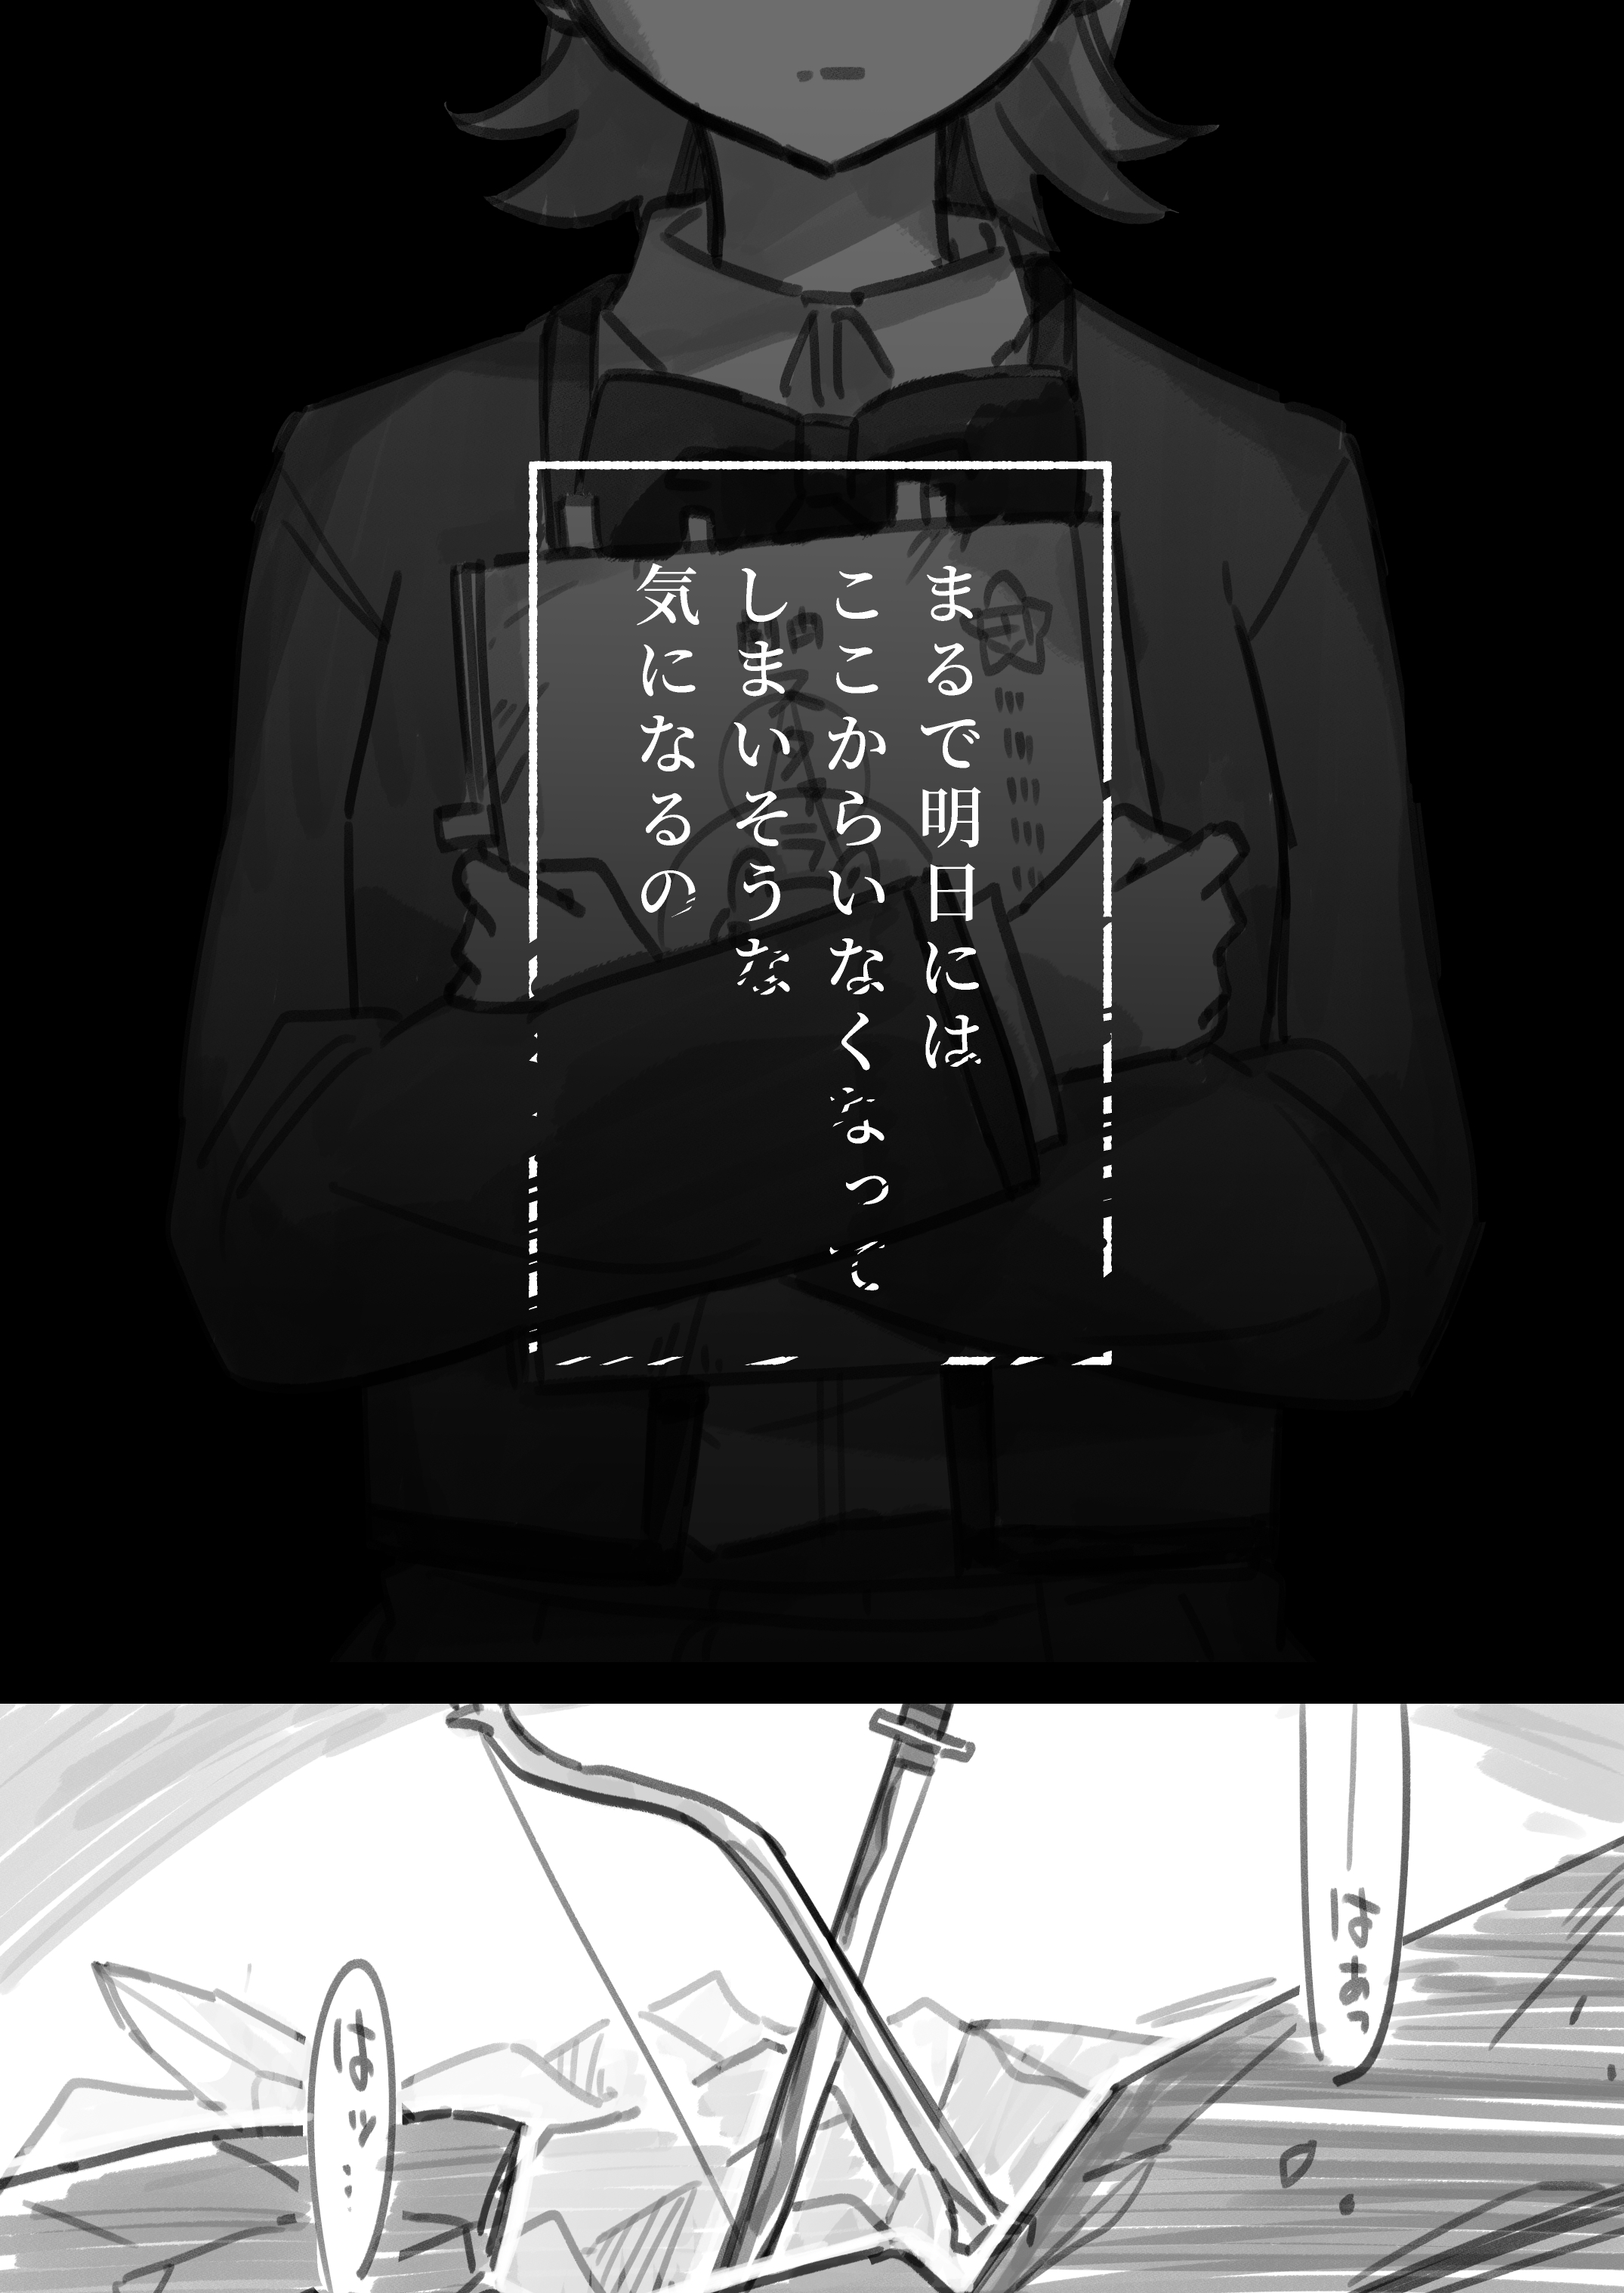 まるで明日には
ここからいなくなって
しまいそうな
気になるの
はぁっ
はッ…